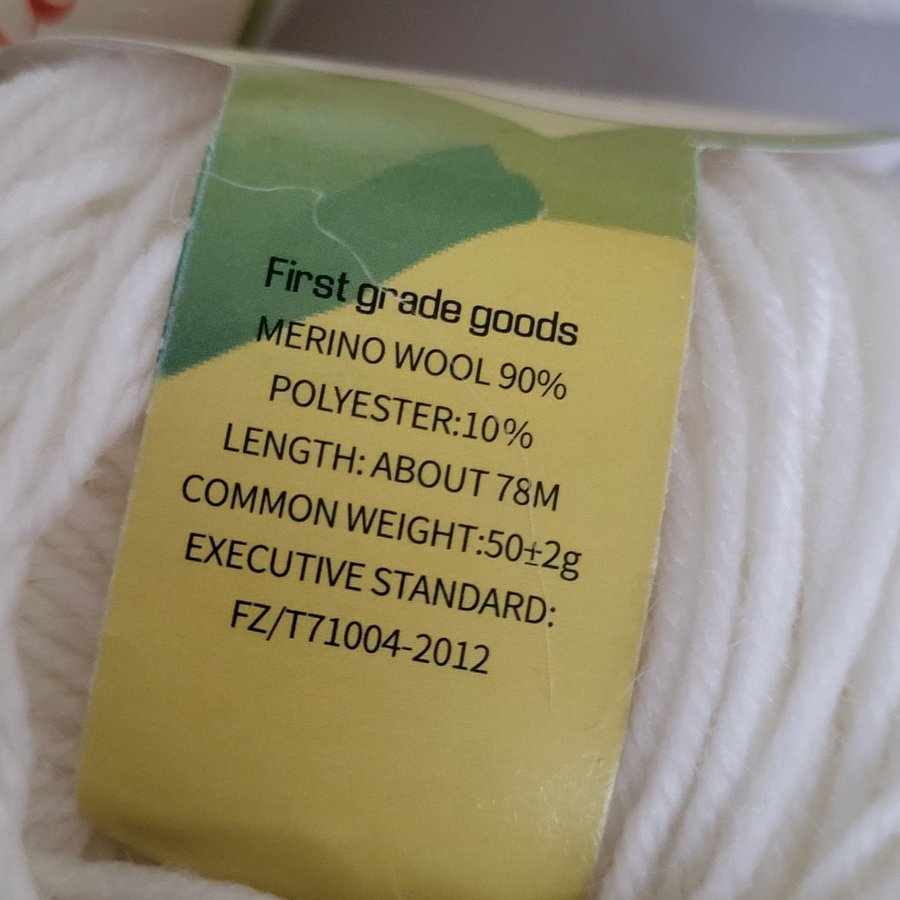 First grade goods
MERINO WOOL 90%
POLYESTER:10%
LENGTH: ABOUT 78M
COMMON WEIGHT:50±2g
EXECUTIVE STANDARD:
FZ/T71004-2012